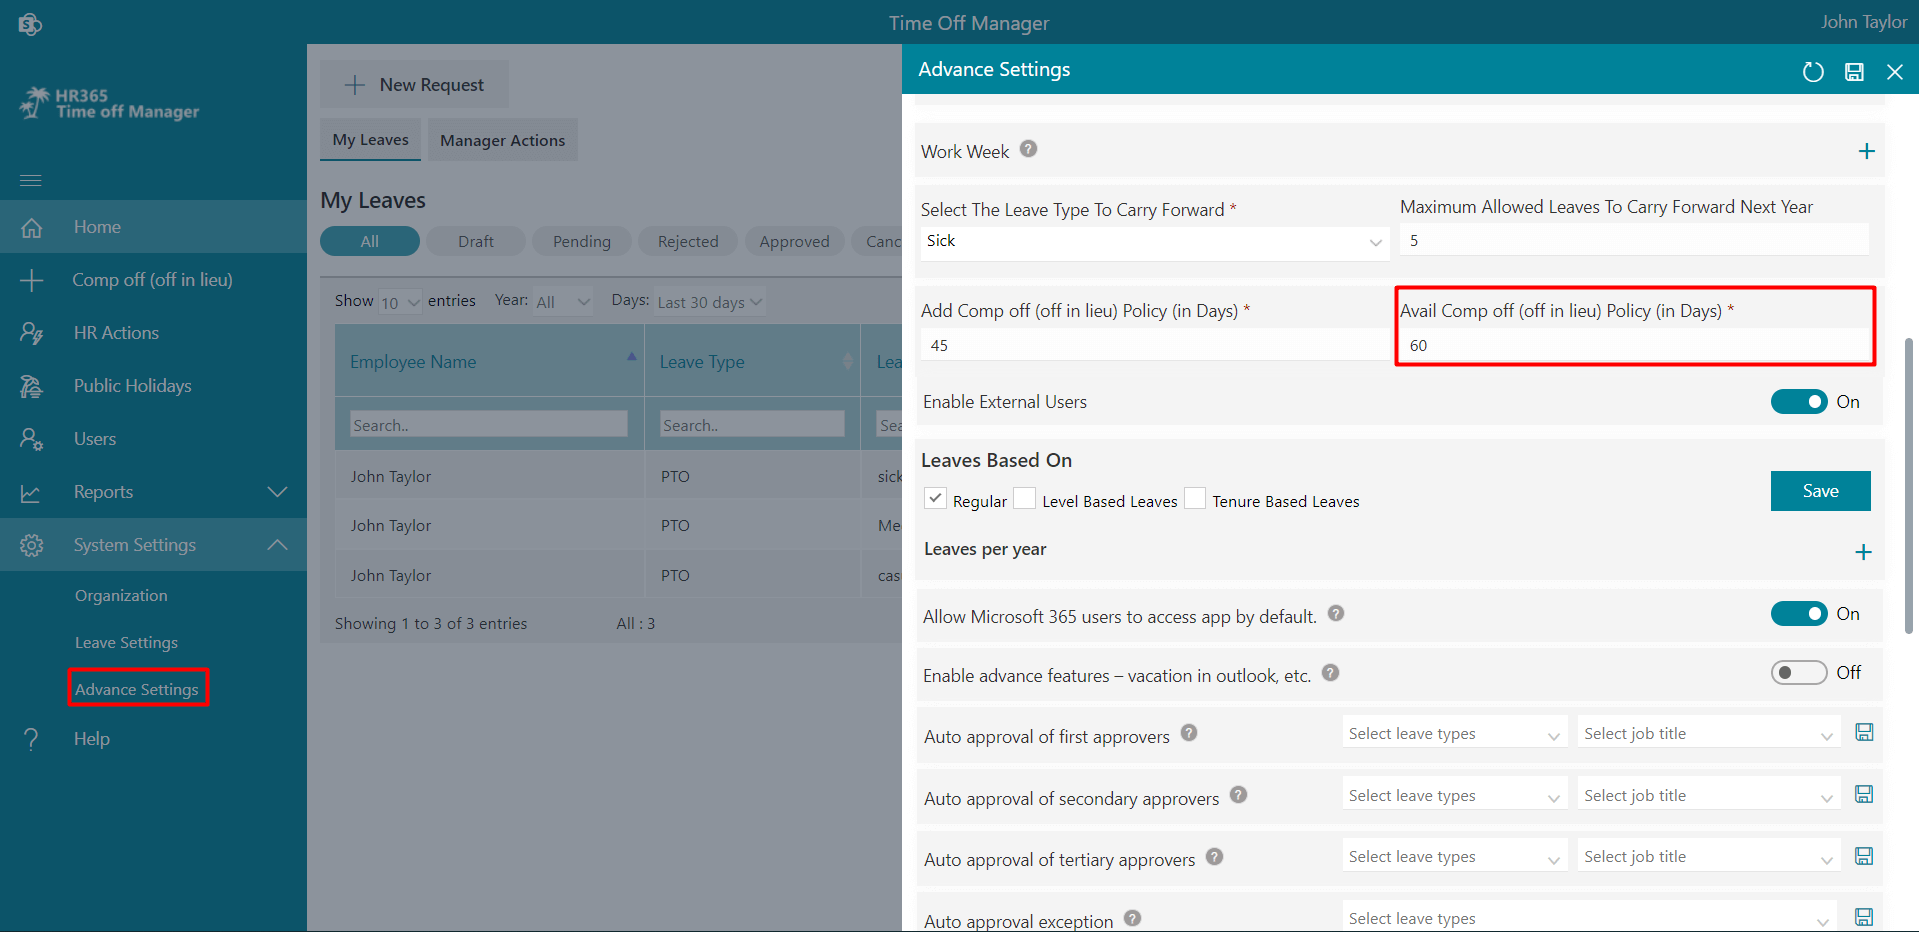 Time Off Manager
John Taylor
HR365
Time off Manager
Home
Comp off (off in lieu)
HR Actions
Public Holidays
Users
Reports
System Settings
Organization
Leave Settings
Advance Settings
Help
New Request
My Leaves
Manager Actions
My Leaves
All
Draft
Pending
Rejected
Approved
Canc
Show 10 entries Year: All Days: Last 30 days
Employee Name
Leave Type
Lea
Search..
Search..
Sea
John Taylor PTO sick
John Taylor PTO Me
John Taylor PTO cas
Showing 1 to 3 of 3 entries All : 3
Advance Settings
Work Week ?
Select The Leave Type To Carry Forward *
Sick
Maximum Allowed Leaves To Carry Forward Next Year
5
Add Comp off (off in lieu) Policy (in Days) *
45
Avail Comp off (off in lieu) Policy (in Days) *
60
Enable External Users On
Leaves Based On
Regular Level Based Leaves Tenure Based Leaves
Save
Leaves per year
Allow Microsoft 365 users to access app by default. ? On
Enable advance features – vacation in outlook, etc. ? Off
Auto approval of first approvers ? Select leave types Select job title
Auto approval of secondary approvers ? Select leave types Select job title
Auto approval of tertiary approvers ? Select leave types Select job title
Auto approval exception ? Select leave types